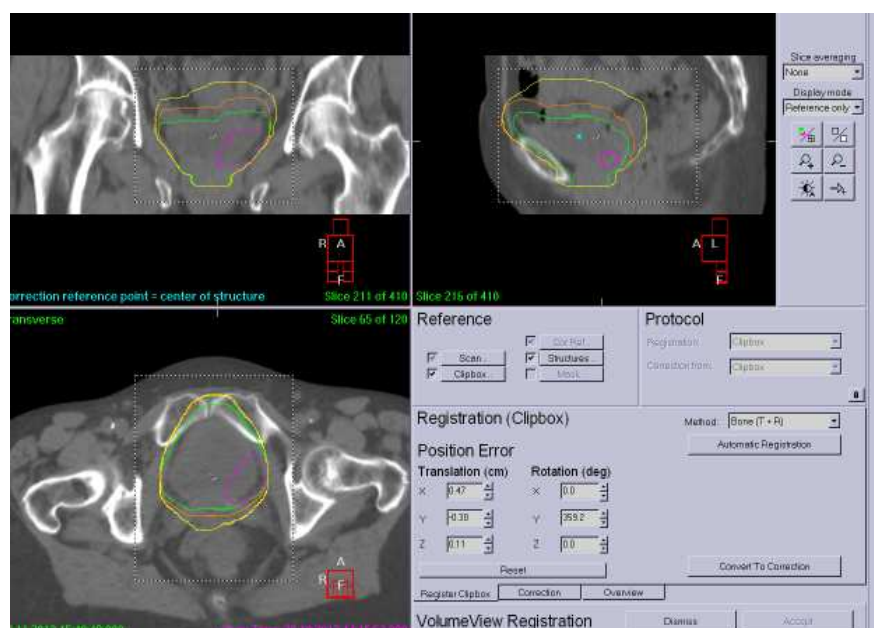 Slice averaging
None
Display mode
Reference only
R A
F
A L
F
orrection reference point = center of structure
Slice 211 of 410
Slice 216 of 410
ansverse
Slice 65 of 120
A
R F
Reference
Cor Ref...
Scan...
Structures...
Clipbox...
Mask...
Protocol
Registration:
Clipbox
Correction from:
Clipbox
Registration (Clipbox)
Method:
Bone (T + R)
Automatic Registration
Position Error
Translation (cm)
Rotation (deg)
X 0.47
X 0.0
Y -0.30
Y 359.2
Z 0.11
Z 0.0
Reset
Convert To Correction
Register Clipbox
Correction
Overview
VolumeView Registration
Dismiss
Accept